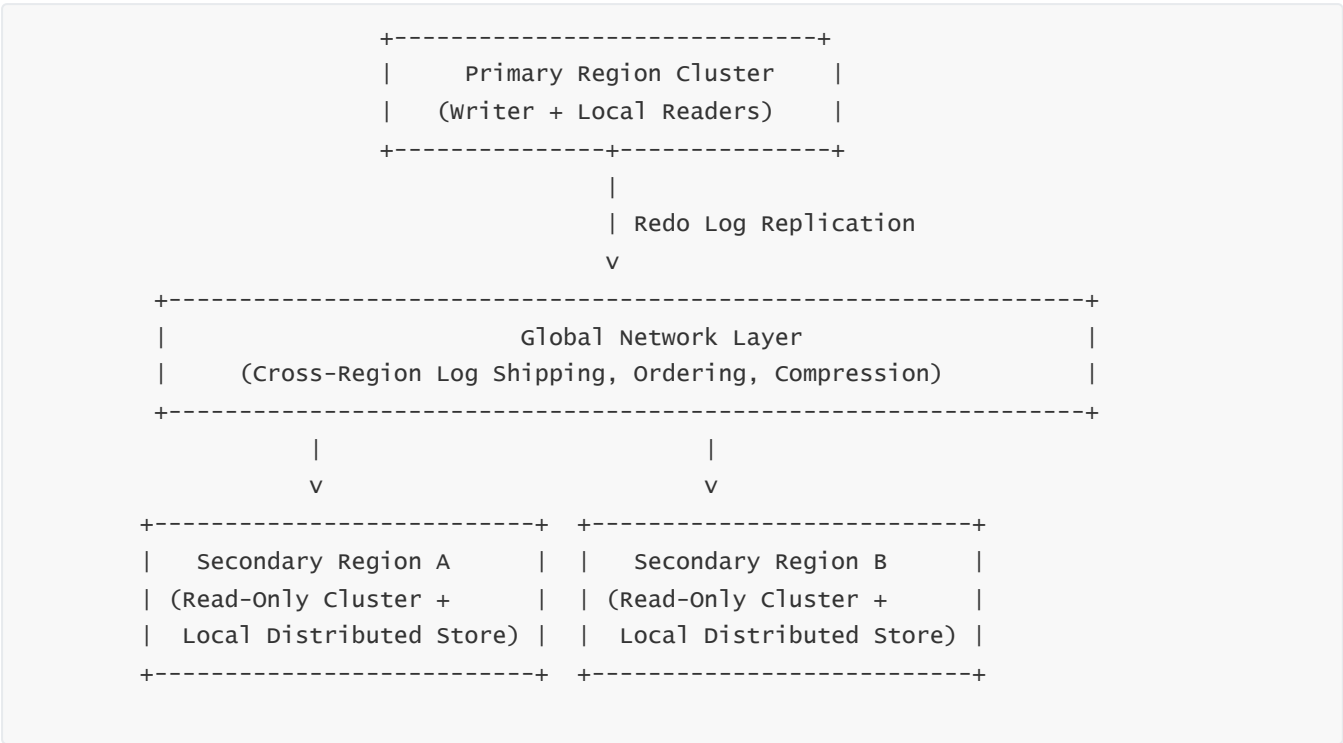 +------------------------------+
|     Primary Region Cluster    |
|   (Writer + Local Readers)    |
+---------------+---------------+
|
| Redo Log Replication
v
+-----------------------------------------------------------------+
|                         Global Network Layer                    |
|     (Cross-Region Log Shipping, Ordering, Compression)          |
+-----------------------------------------------------------------+
|                           |
v                           v
+---------------------------+  +---------------------------+
|   Secondary Region A      |  |   Secondary Region B      |
| (Read-Only Cluster +      |  | (Read-Only Cluster +      |
|  Local Distributed Store) |  |  Local Distributed Store) |
+---------------------------+  +---------------------------+